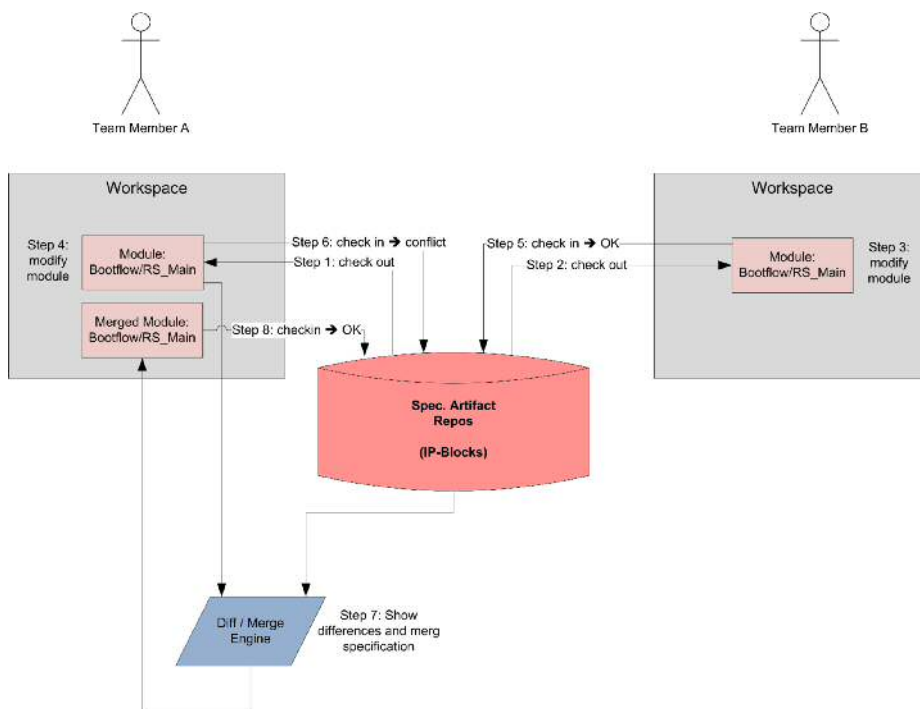 Team Member A
Team Member B
Workspace
Workspace
Step 4:
modify
module
Module:
Bootflow/RS_Main
Step 6: check in ➔ conflict
Step 1: check out
Step 5: check in ➔ OK
Step 2: check out
Module:
Bootflow/RS_Main
Step 3:
modify
module
Merged Module:
Bootflow/RS_Main
Step 8: checkin ➔ OK
Spec. Artifact
Repos
(IP-Blocks)
Diff / Merge
Engine
Step 7: Show
differences and merg
specification